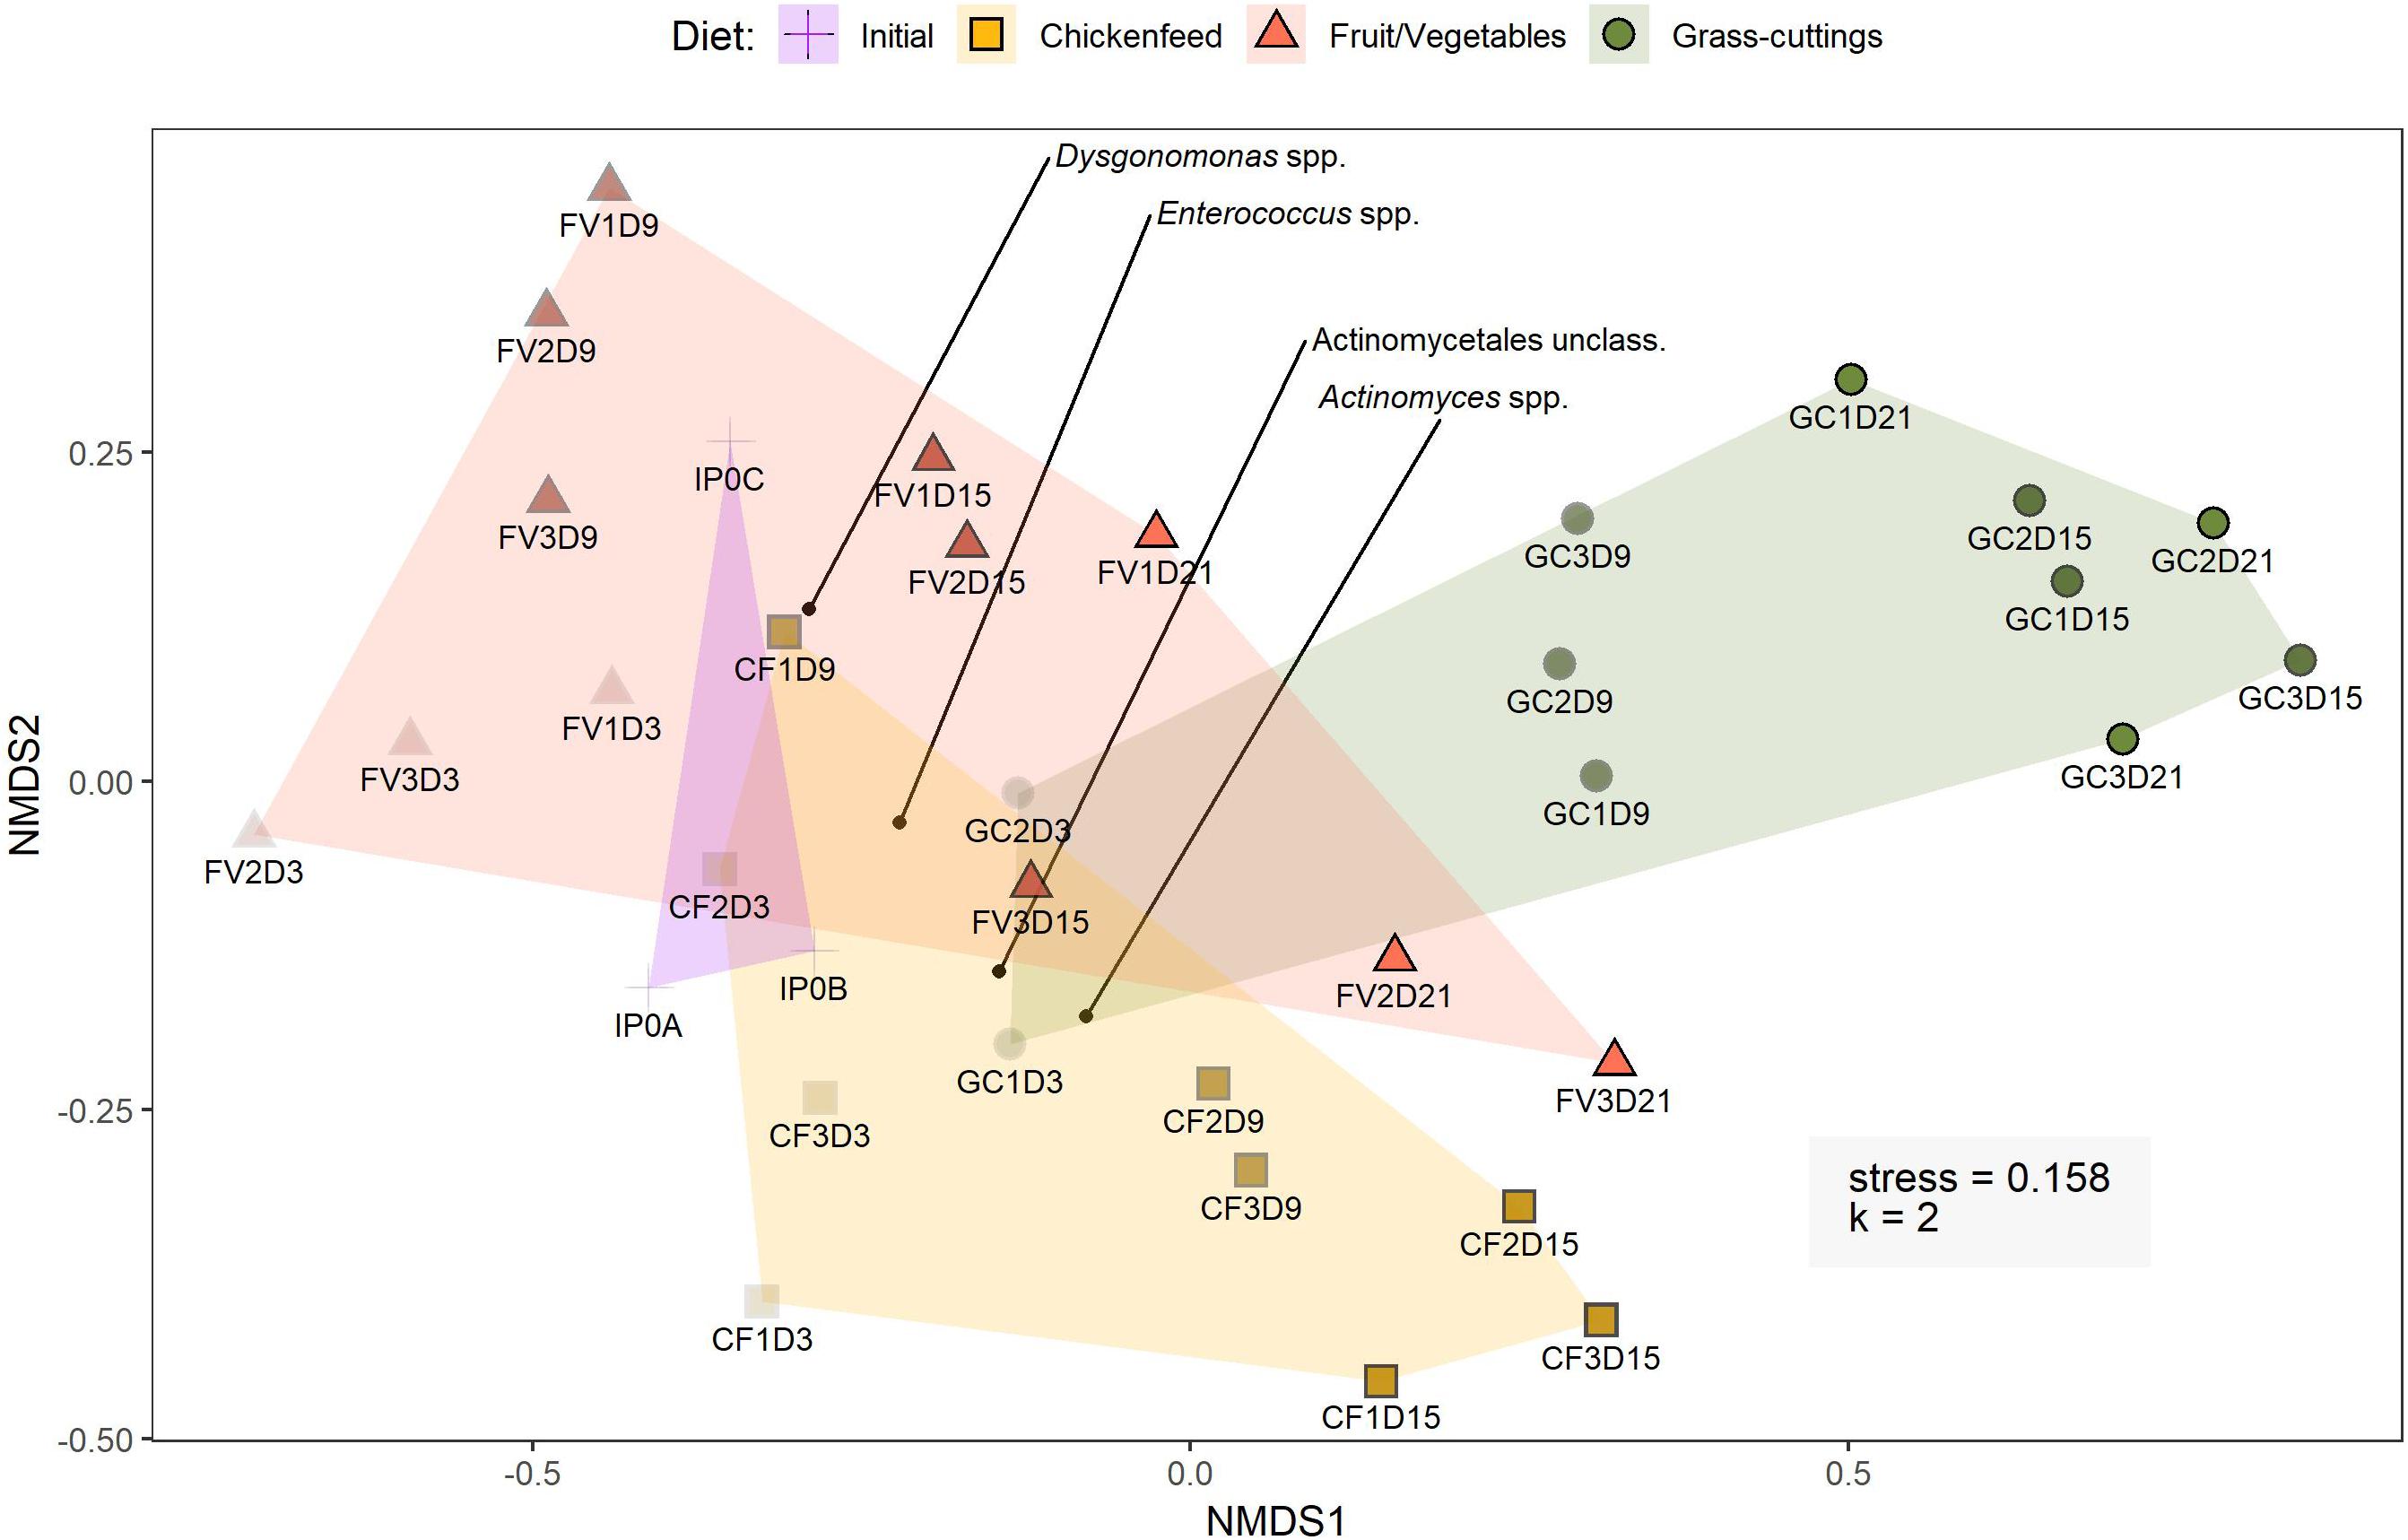 Diet: Initial Chickenfeed Fruit/Vegetables Grass-cuttings
Dysgonomonas spp.
FV1D9
Enterococcus spp.
FV2D9
Actinomycetales unclass.
Actinomyces spp.
GC1D21
0.25
IP0C
FV1D15
FV3D9
GC2D15
GC3D9
GC2D21
FV1D21
FV2D15
GC1D15
CF1D9
GC3D15
GC2D9
FV1D3
FV3D3
GC3D21
0.00
GC1D9
GC2D3
NMDS2
FV2D3
CF2D3
FV3D15
IP0B
FV2D21
IP0A
GC1D3
FV3D21
-0.25
CF2D9
CF3D3
stress = 0.158
CF3D9
k = 2
CF2D15
CF1D3
CF3D15
CF1D15
-0.50
-0.5 0.0 0.5
NMDS1